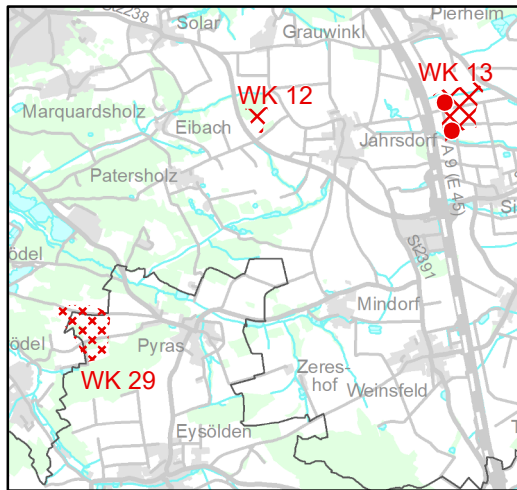 St2238
Solar
Pierheim
Grauwinkl
WK 13
WK 12
Marquardsholz
Eibach
Jahrsdorf
Patersholz
A 9 (E 45)
Si
ödel
St2391
Mindorf
Pyras
ödel
Zeres-
hof
WK 29
Weinsfeld
T
Eysölden